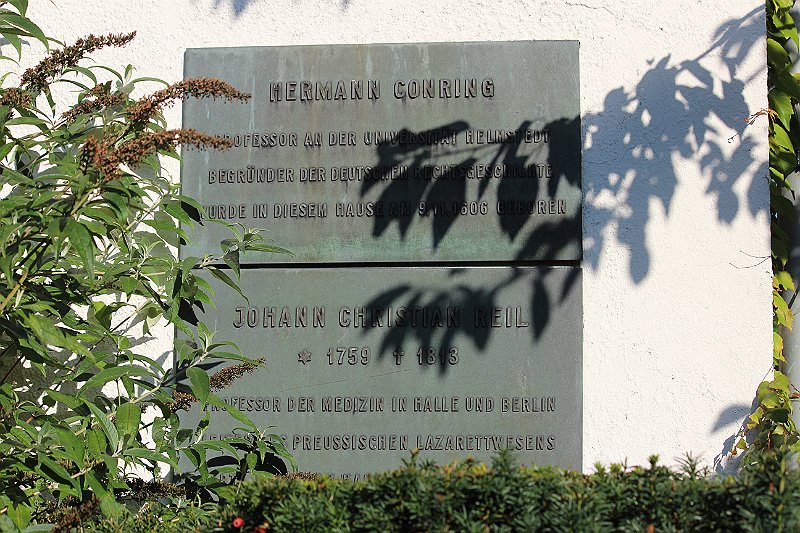 HERMANN CONRING
PROFESSOR AN DER UNIVERSITÄT HELMSTEDT
BEGRÜNDER DER DEUTSCHEN RECHTSGESCHICHTE
WURDE IN DIESEM HAUSE AM 9.11.1606 GEBOREN
JOHANN CHRISTIAN REIL
✡ 1759 † 1813
PROFESSOR DER MEDIZIN IN HALLE UND BERLIN
PREUSSISCHEN LAZARETTWESENS